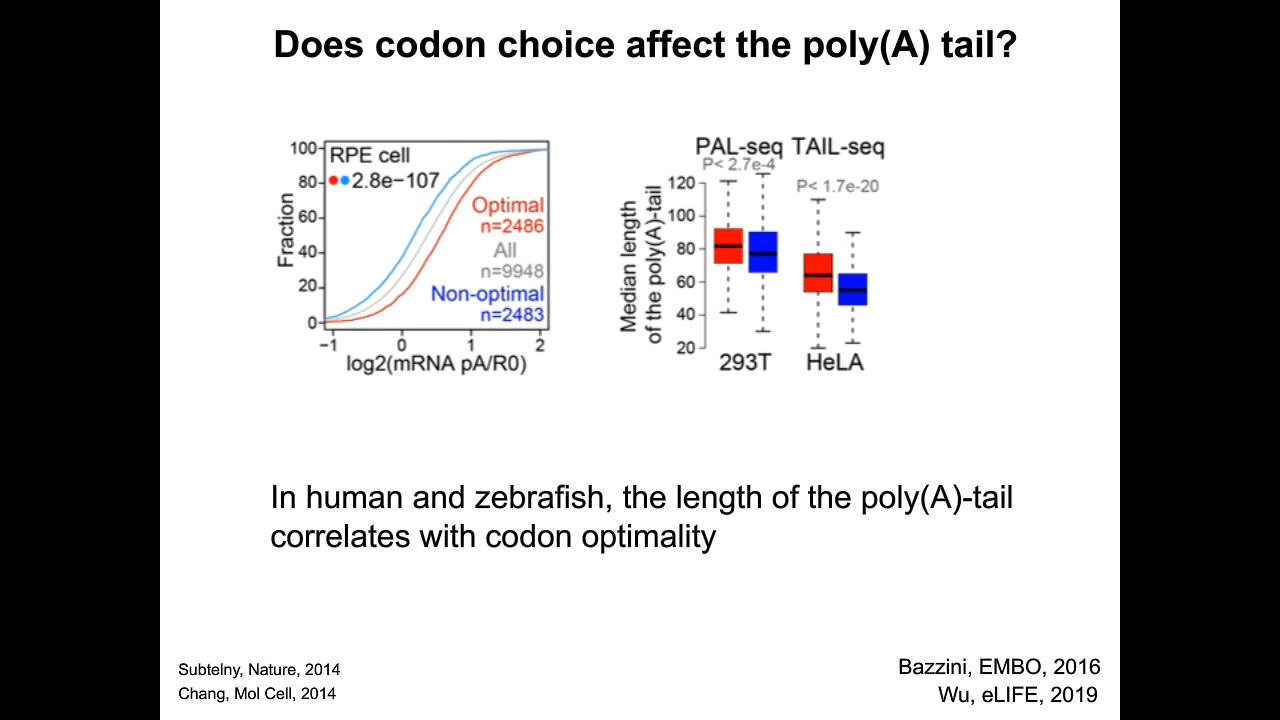 Does codon choice affect the poly(A) tail?
100
80
60
40
20
0
Fraction
RPE cell
2.8e−107
Optimal
n=2486
All
n=9948
Non-optimal
n=2483
−1 0 1 2
log2(mRNA pA/R0)
PAL-seq TAIL-seq
P< 2.7e-4
P< 1.7e-20
120
100
80
60
40
20
Median length
of the poly(A)-tail
293T HeLA
In human and zebrafish, the length of the poly(A)-tail
correlates with codon optimality
Subtelny, Nature, 2014
Chang, Mol Cell, 2014
Bazzini, EMBO, 2016
Wu, eLIFE, 2019